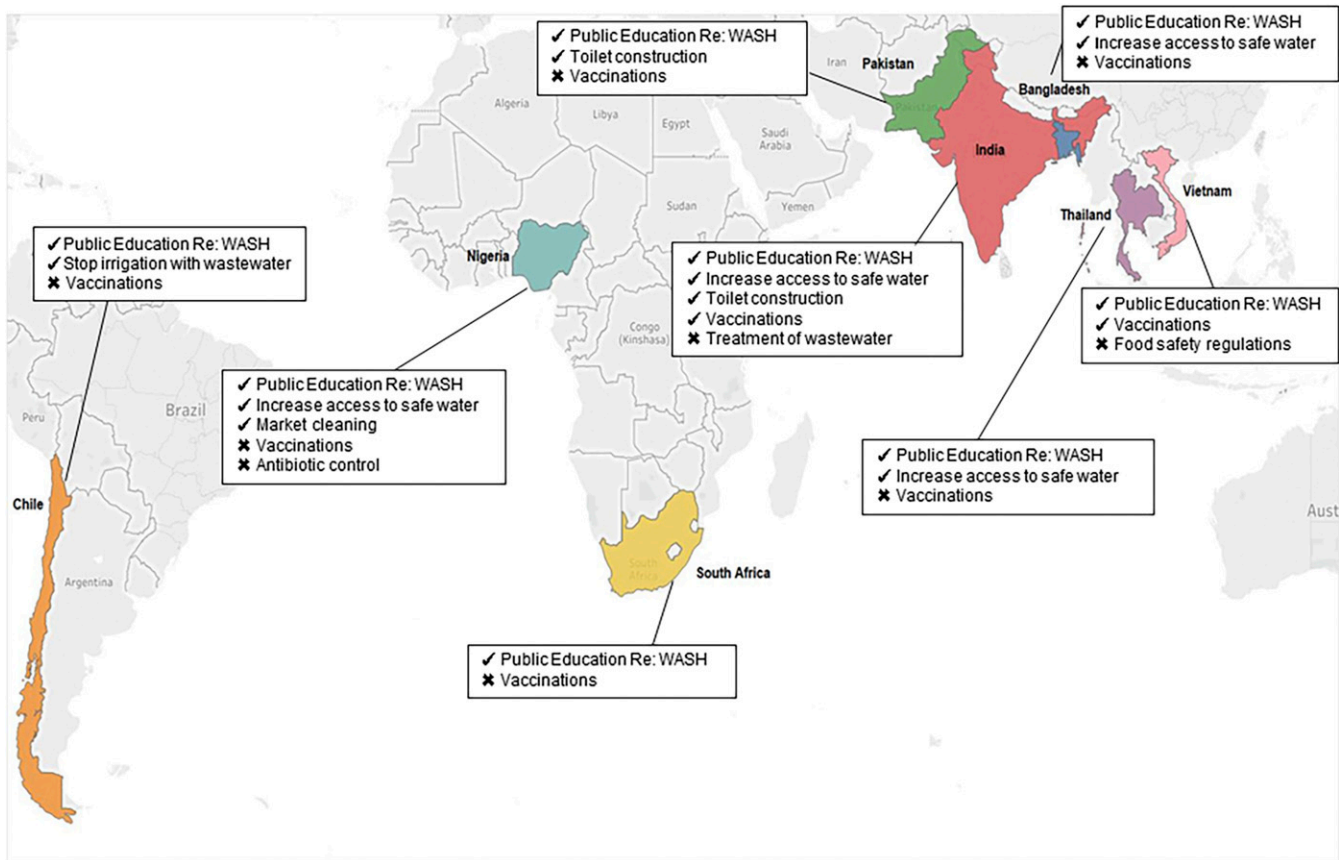 ✓ Public Education Re: WASH
✓ Toilet construction
✖ Vaccinations
✓ Public Education Re: WASH
✓ Increase access to safe water
✖ Vaccinations
Iran
Pakistan
Pakistan
Bangladesh
Algeria
Libya
Egypt
Saudi
Arabia
India
Sudan
Yemen
Vietnam
Thailand
Nigeria
✓ Public Education Re: WASH
✓ Stop irrigation with wastewater
✖ Vaccinations
✓ Public Education Re: WASH
✓ Increase access to safe water
✓ Toilet construction
✓ Vaccinations
✖ Treatment of wastewater
✓ Public Education Re: WASH
✓ Vaccinations
✖ Food safety regulations
Congo
(Kinshasa)
✓ Public Education Re: WASH
✓ Increase access to safe water
✓ Market cleaning
✖ Vaccinations
✖ Antibiotic control
Brazil
Peru
✓ Public Education Re: WASH
✓ Increase access to safe water
✖ Vaccinations
Chile
Aust
Argentina
South
Africa
South Africa
✓ Public Education Re: WASH
✖ Vaccinations